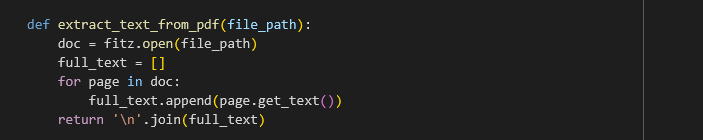 def extract_text_from_pdf(file_path):
    doc = fitz.open(file_path)
    full_text = []
    for page in doc:
        full_text.append(page.get_text())
    return '\n'.join(full_text)